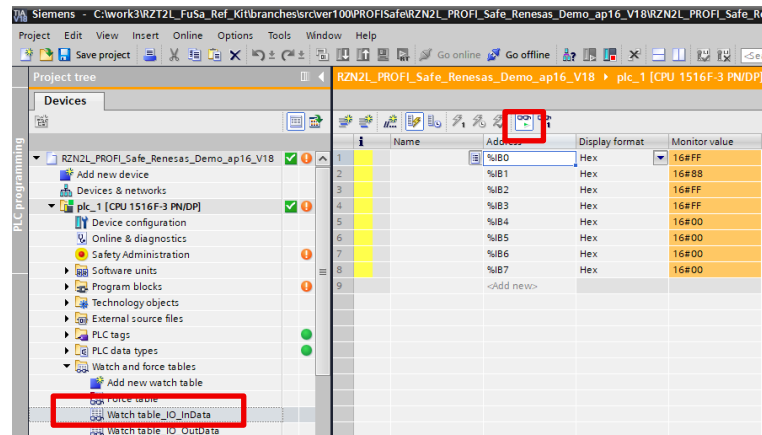 TIA V18 Siemens - C:\work3\RZT2L_FuSa_Ref_Kit\branches\src\ver100\PROFISafe\RZN2L_PROFI_Safe_Renesas_Demo_ap16_V18\RZN2L_PROFI_Safe_R
Project Edit View Insert Online Options Tools Window Help
Save project Go online Go offline
Project tree RZN2L_PROFI_Safe_Renesas_Demo_ap16_V18 plc_1 [CPU 1516F-3 PN/DP]
Devices
i Name Address Display format Monitor value
RZN2L_PROFI_Safe_Renesas_Demo_ap16_V18 1 %IB0 Hex 16#FF
Add new device 2 %IB1 Hex 16#88
Devices & networks 3 %IB2 Hex 16#FF
plc_1 [CPU 1516F-3 PN/DP] 4 %IB3 Hex 16#FF
Device configuration 5 %IB4 Hex 16#00
Online & diagnostics 6 %IB5 Hex 16#00
Safety Administration 7 %IB6 Hex 16#00
Software units 8 %IB7 Hex 16#00
Program blocks 9 <Add new>
Technology objects
External source files
PLC tags
PLC data types
Watch and force tables
Add new watch table
Force table
Watch table_IO_InData
Watch table_IO_OutData
PLC programming